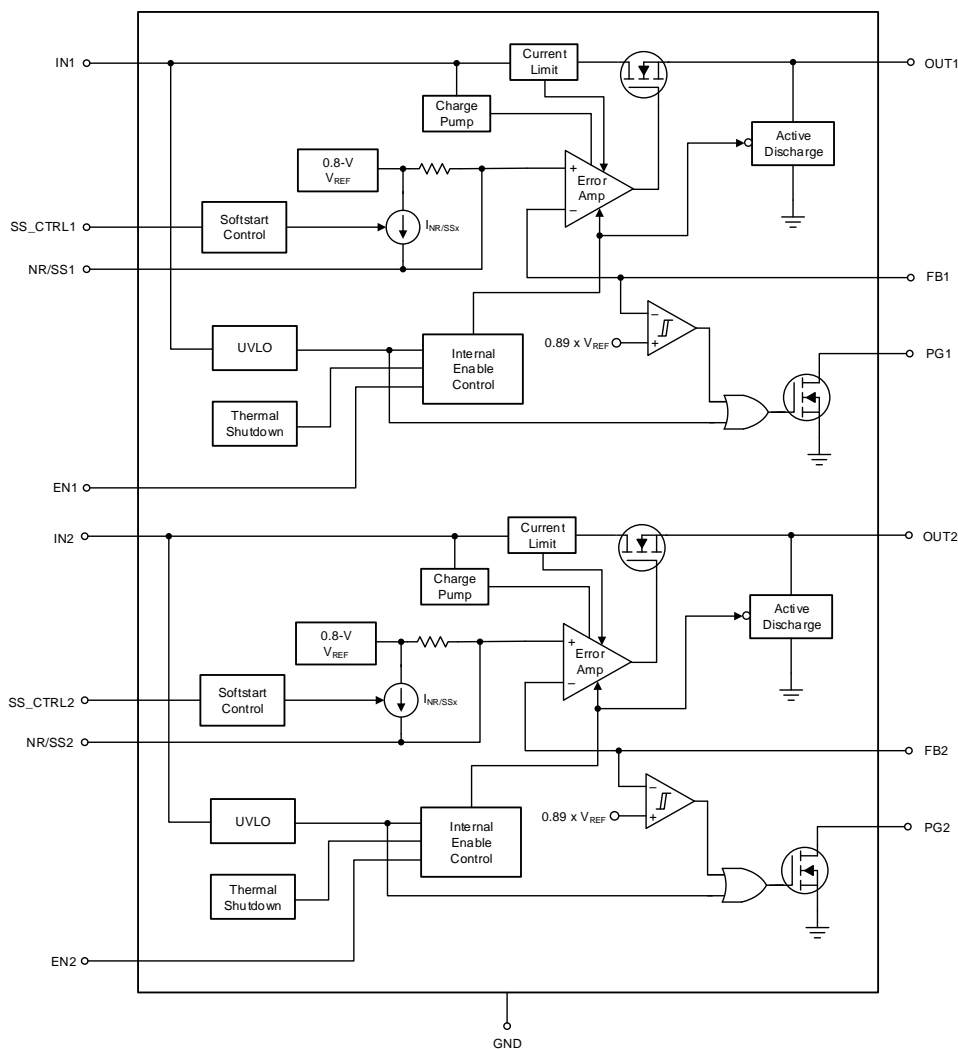 IN1
Current
Limit
OUT1
Charge
Pump
Active
Discharge
0.8-V
VREF
+
Error
Amp
−
SS_CTRL1
Softstart
Control
INR/SSx
NR/SS1
FB1
UVLO
Internal
Enable
Control
−
0.89 x VREF
+
PG1
Thermal
Shutdown
EN1
IN2
Current
Limit
OUT2
Charge
Pump
Active
Discharge
0.8-V
VREF
+
Error
Amp
−
SS_CTRL2
Softstart
Control
INR/SSx
NR/SS2
FB2
UVLO
Internal
Enable
Control
−
0.89 x VREF
+
PG2
Thermal
Shutdown
EN2
GND